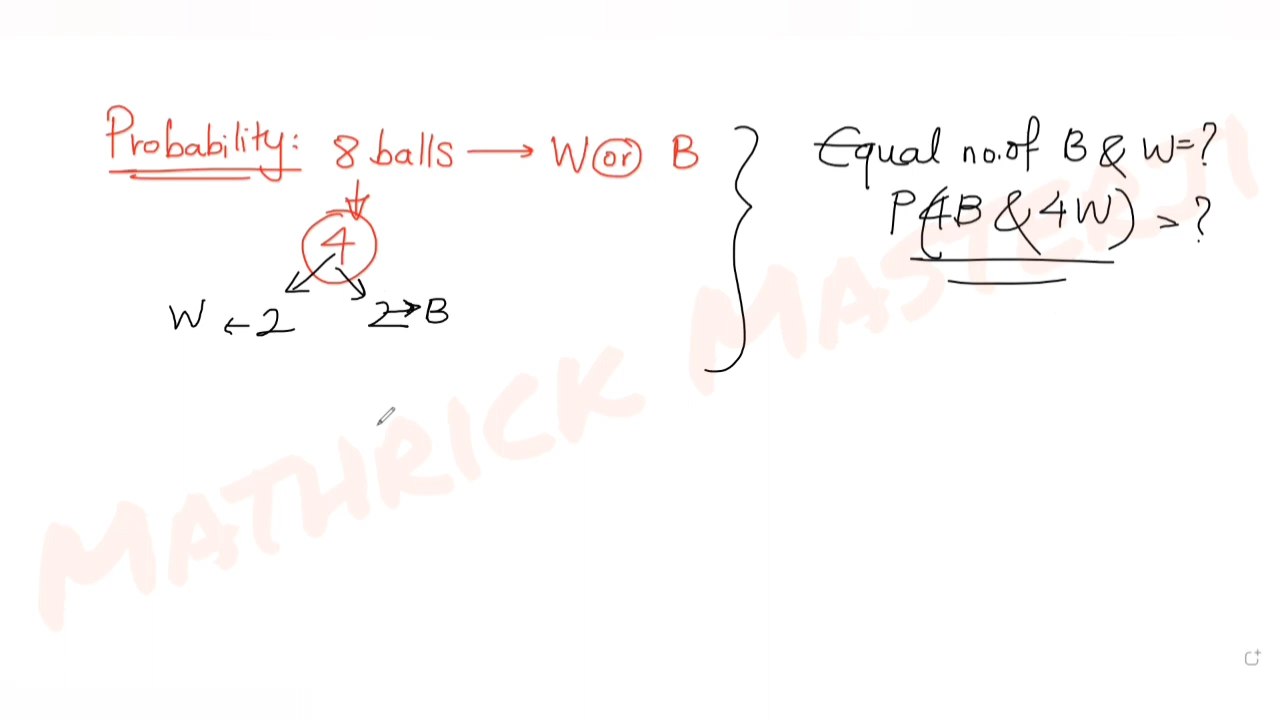 Probability: 8 balls → W or B
4
W ← 2 2 → B
Equal no. of B & W = ?
P(4B & 4W) = ?
MATHRICK MASTERJI